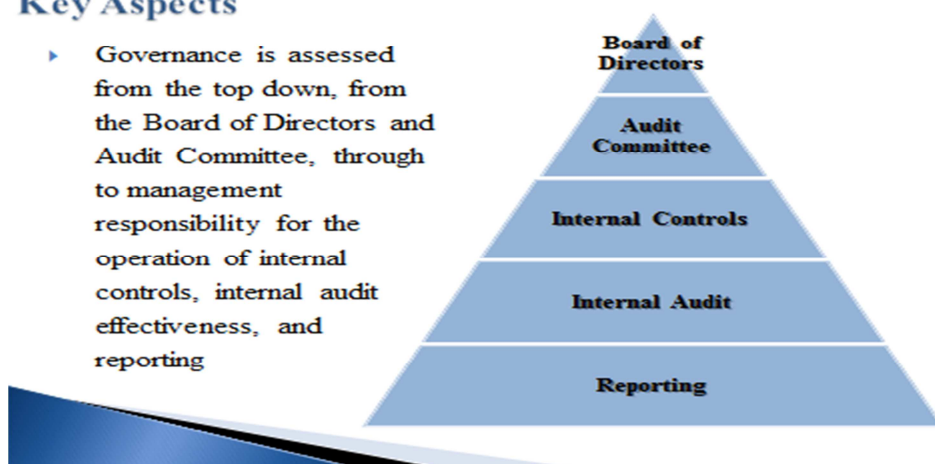 Key Aspects
Governance is assessed
from the top down, from
the Board of Directors and
Audit Committee, through
to management
responsibility for the
operation of internal
controls, internal audit
effectiveness, and
reporting
Board of
Directors
Audit
Committee
Internal Controls
Internal Audit
Reporting